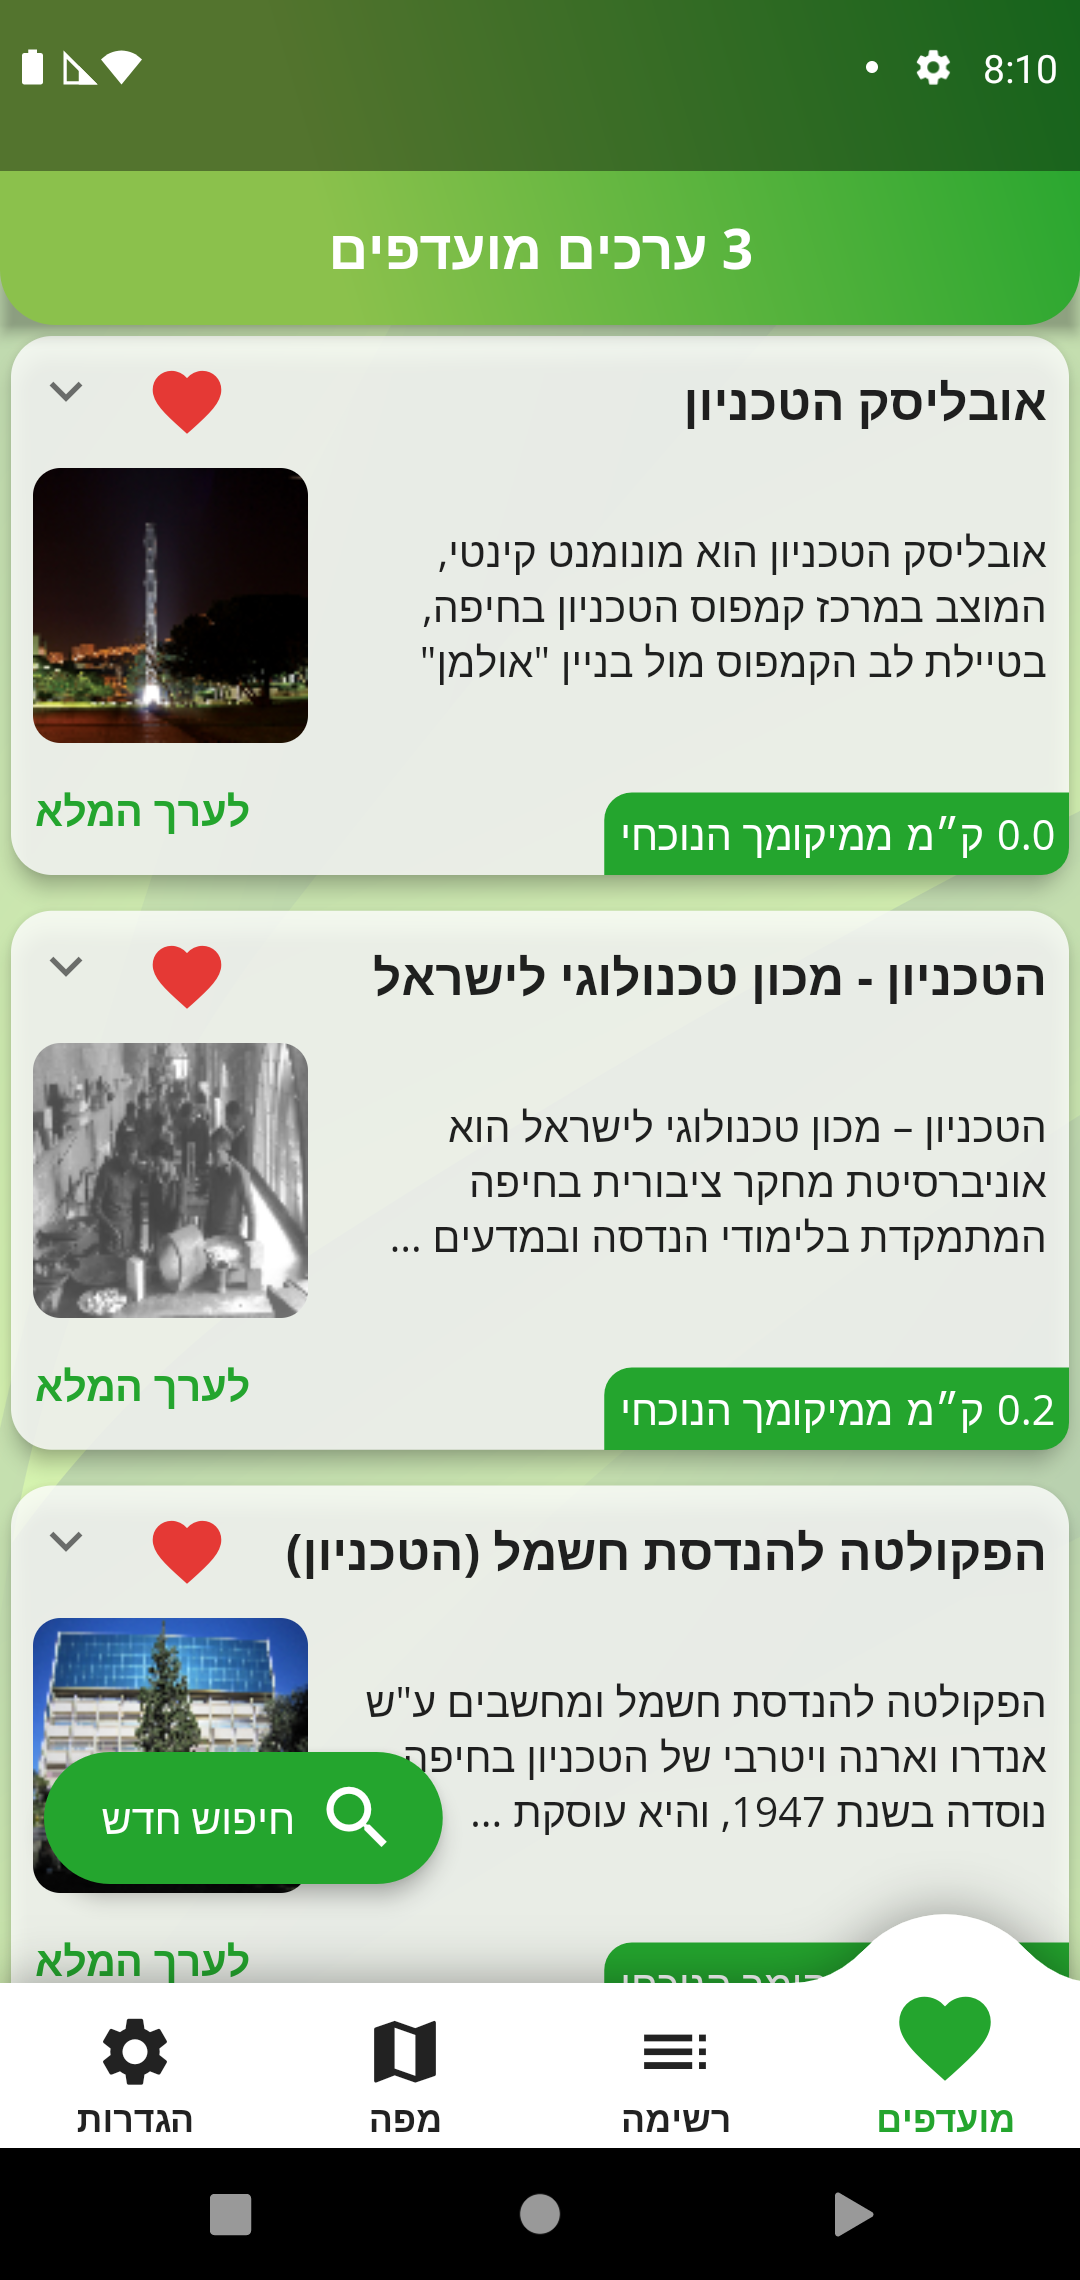 8:10
3 ערכים מועדפים
אובליסק הטכניון
אובליסק הטכניון הוא מונומנט קינטי,
המוצב במרכז קמפוס הטכניון בחיפה,
בטיילת לב הקמפוס מול בניין "אולמן"
0.0 ק״מ ממיקומך הנוכחי
לערך המלא
הטכניון - מכון טכנולוגי לישראל
הטכניון – מכון טכנולוגי לישראל הוא
אוניברסיטת מחקר ציבורית בחיפה
המתמקדת בלימודי הנדסה ובמדעים ...
0.2 ק״מ ממיקומך הנוכחי
לערך המלא
הפקולטה להנדסת חשמל (הטכניון)
הפקולטה להנדסת חשמל ומחשבים ע"ש
אנדרו וארנה ויטרבי של הטכניון בחיפה
נוסדה בשנת 1947, והיא עוסקת ...
חיפוש חדש
הנוכחי
לערך המלא
מועדפים
רשימה
מפה
הגדרות